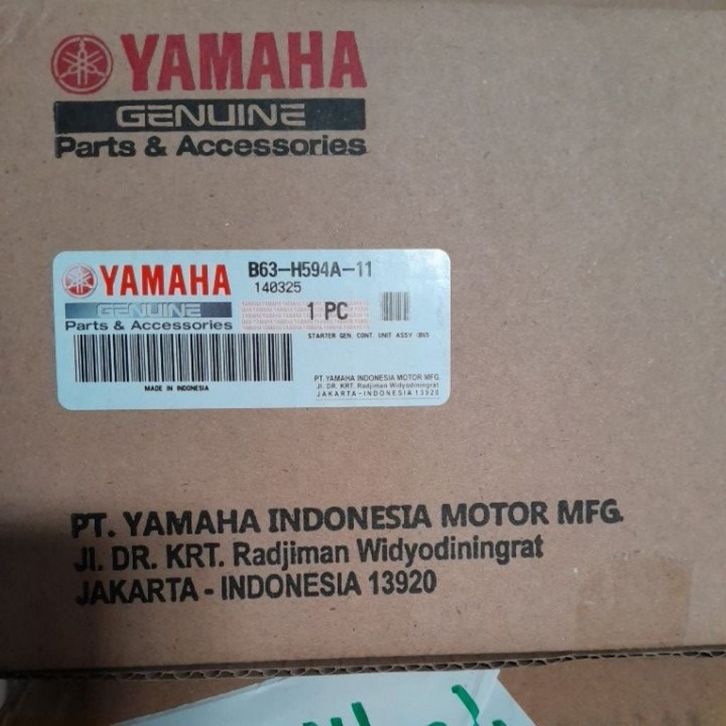 YAMAHA
GENUINE
Parts & Accessories
YAMAHA
GENUINE
Parts & Accessories
MADE IN INDONESIA
B63-H594A-11
140325
1 PC
STARTER GEN. CONT. UNIT ASSY
PT. YAMAHA INDONESIA MOTOR MFG.
Jl. DR. KRT. Radjiman Widyodiningrat
JAKARTA-INDONESIA 13920
PT. YAMAHA INDONESIA MOTOR MFG.
Jl. DR. KRT. Radjiman Widyodiningrat
JAKARTA - INDONESIA 13920